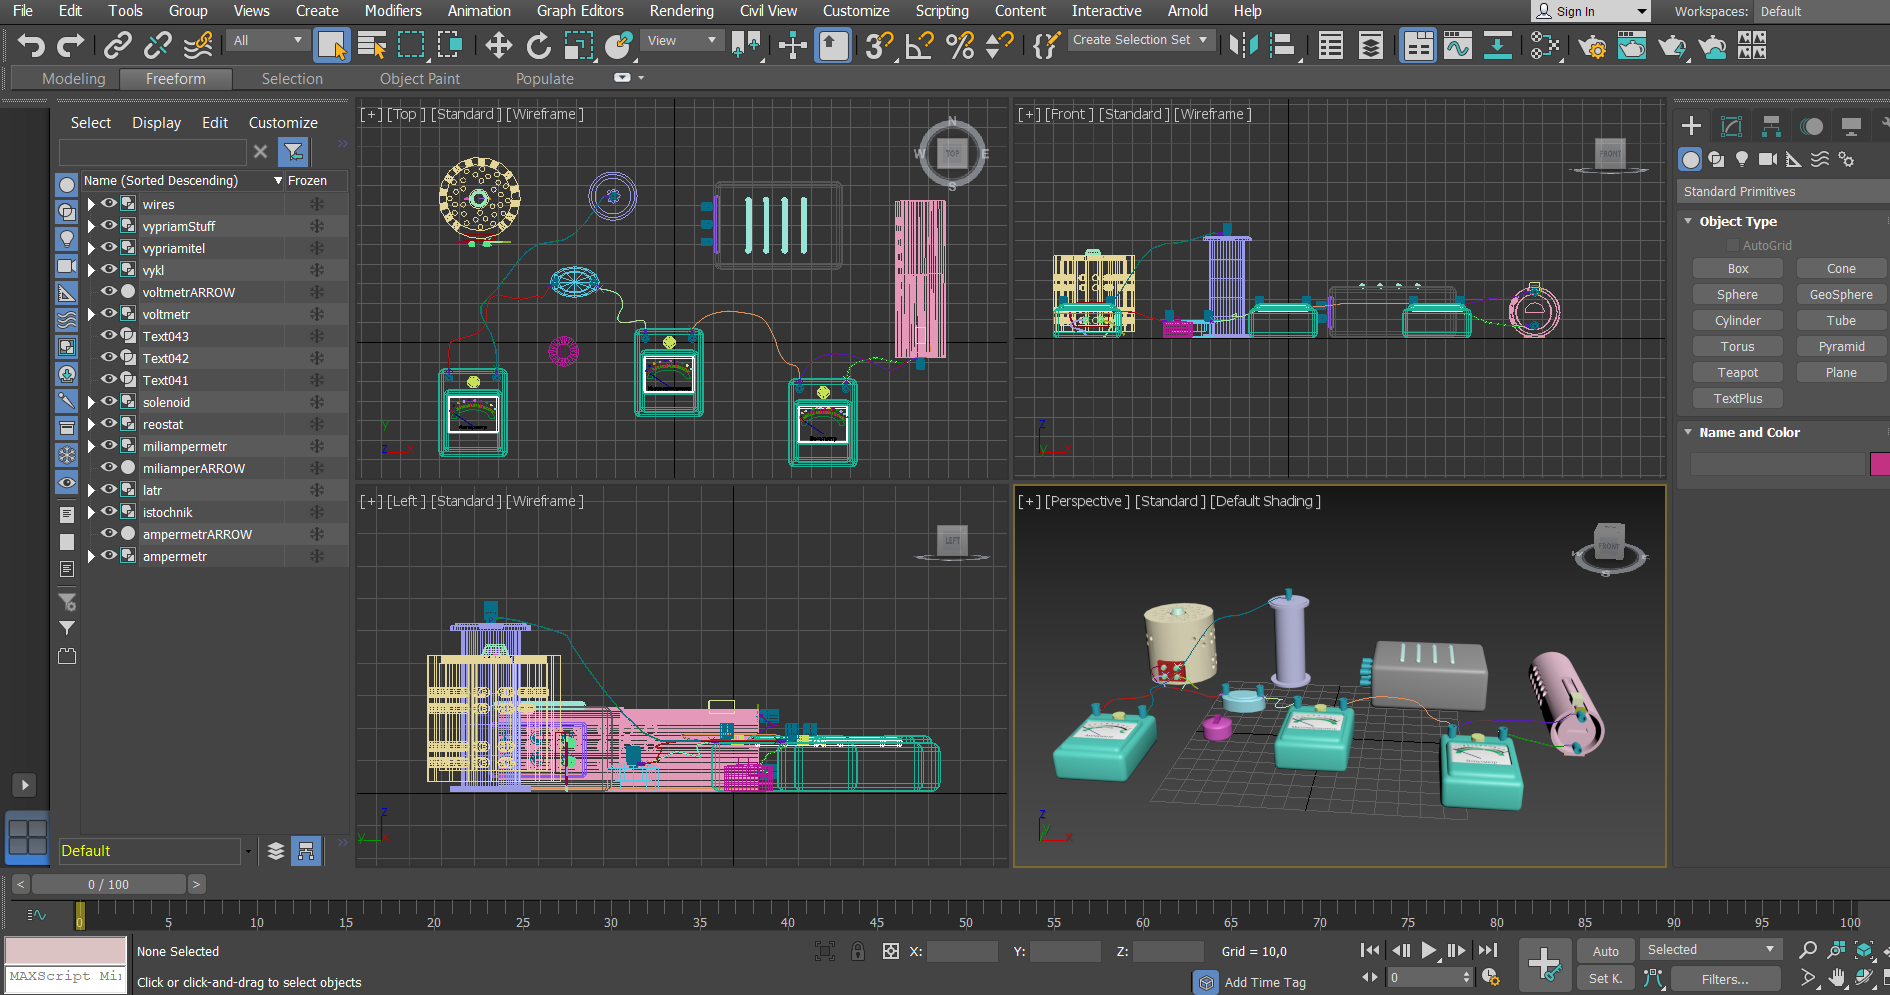 File Edit Tools Group Views Create Modifiers Animation Graph Editors Rendering Civil View Customize Scripting Content Interactive Arnold Help Sign In Workspaces: Default
All View Create Selection Set
Modeling Freeform Selection Object Paint Populate
Select Display Edit Customize
Name (Sorted Descending) Frozen
wires
vypriamStuff
vypriamitel
vykl
voltmetrARROW
voltmetr
Text043
Text042
Text041
solenoid
reostat
miliampermetr
miliamperARROW
latr
istochnik
ampermetrARROW
ampermetr
Default
[+] [Top ] [Standard ] [Wireframe ]
N
W TOP E
S
y
z x
[+] [Front ] [Standard ] [Wireframe ]
FRONT
z
y x
[+] [Left ] [Standard ] [Wireframe ]
LEFT
z
y
[+] [Perspective ] [Standard ] [Default Shading ]
FRONT
S
z
y
x
Standard Primitives
Object Type
AutoGrid
Box Cone
Sphere GeoSphere
Cylinder Tube
Torus Pyramid
Teapot Plane
TextPlus
Name and Color
< 0 / 100 >
0 5 10 15 20 25 30 35 40 45 50 55 60 65 70 75 80 85 90 95 100
None Selected X: Y: Z: Grid = 10,0 Auto Selected
MAXScript Mi
Click or click-and-drag to select objects Add Time Tag 0 Set K. Filters...